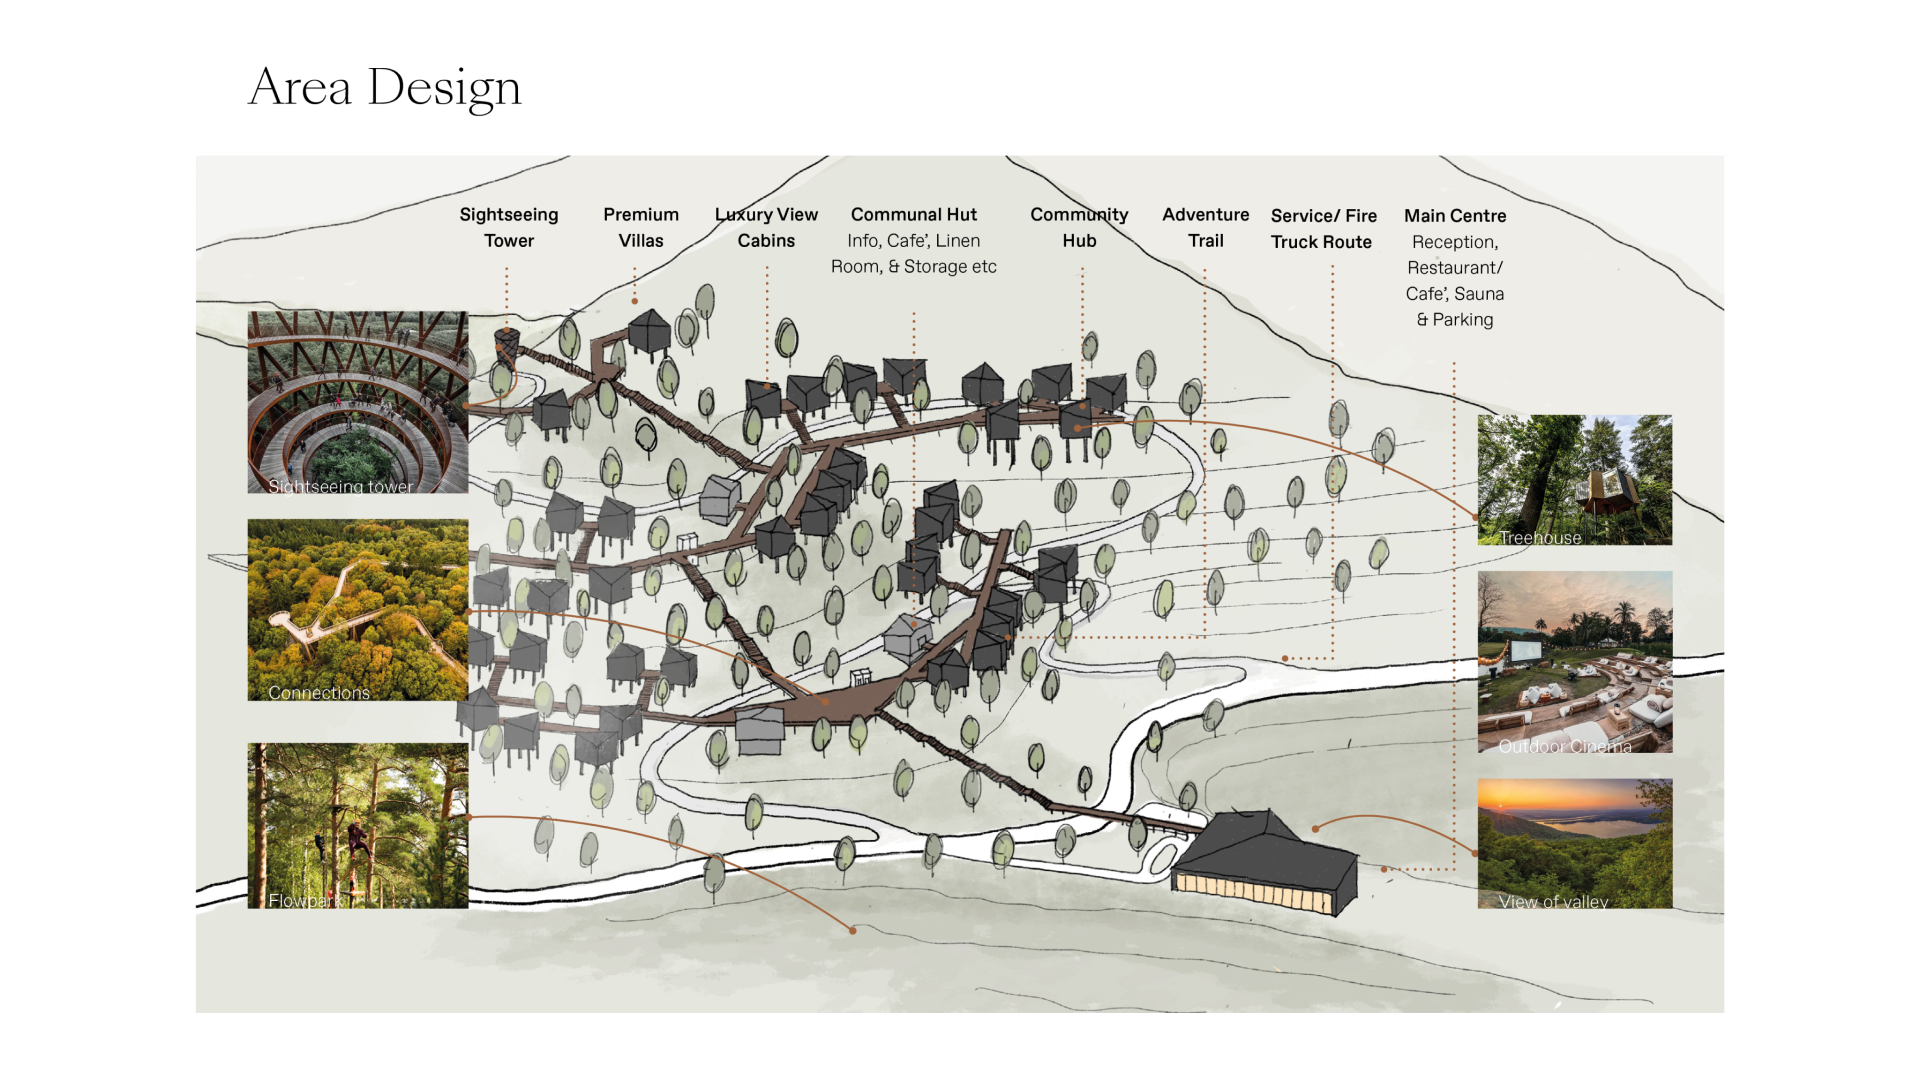 Area Design
Sightseeing
Tower
Premium
Villas
Luxury View
Cabins
Communal Hut
Info, Cafe’, Linen
Room, & Storage etc
Community
Hub
Adventure
Trail
Service/ Fire
Truck Route
Main Centre
Reception,
Restaurant/
Cafe’, Sauna
& Parking
Sightseeing tower
Connections
Flowpark
Treehouse
Outdoor Cinema
View of valley